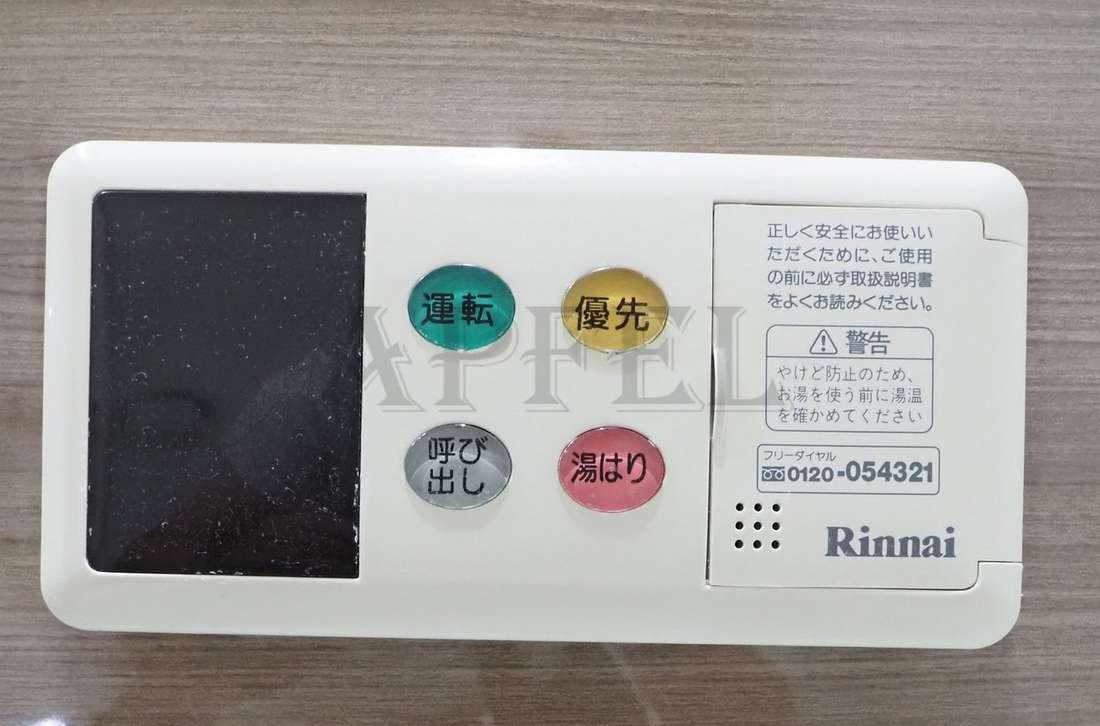 運転
優先
呼び
出し
湯はり
正しく安全にお使いい
ただくために、ご使用
の前に必ず取扱説明書
をよくお読みください。
⚠ 警告
やけど防止のため、
お湯を使う前に湯温
を確かめてください
フリーダイヤル
0120-054321
Rinnai
APFEL